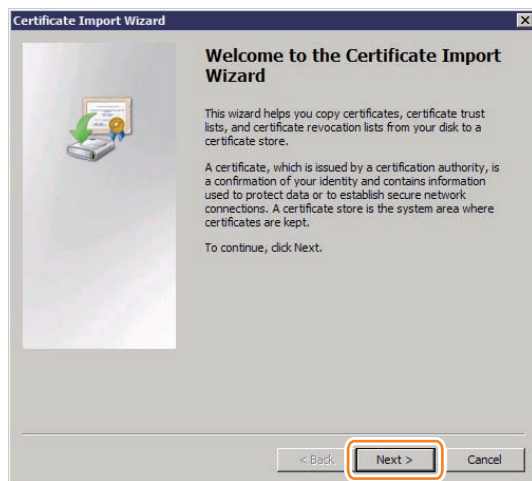 Certificate Import Wizard
Welcome to the Certificate Import
Wizard
This wizard helps you copy certificates, certificate trust
lists, and certificate revocation lists from your disk to a
certificate store.
A certificate, which is issued by a certification authority, is
a confirmation of your identity and contains information
used to protect data or to establish secure network
connections. A certificate store is the system area where
certificates are kept.
To continue, click Next.
< Back Next > Cancel